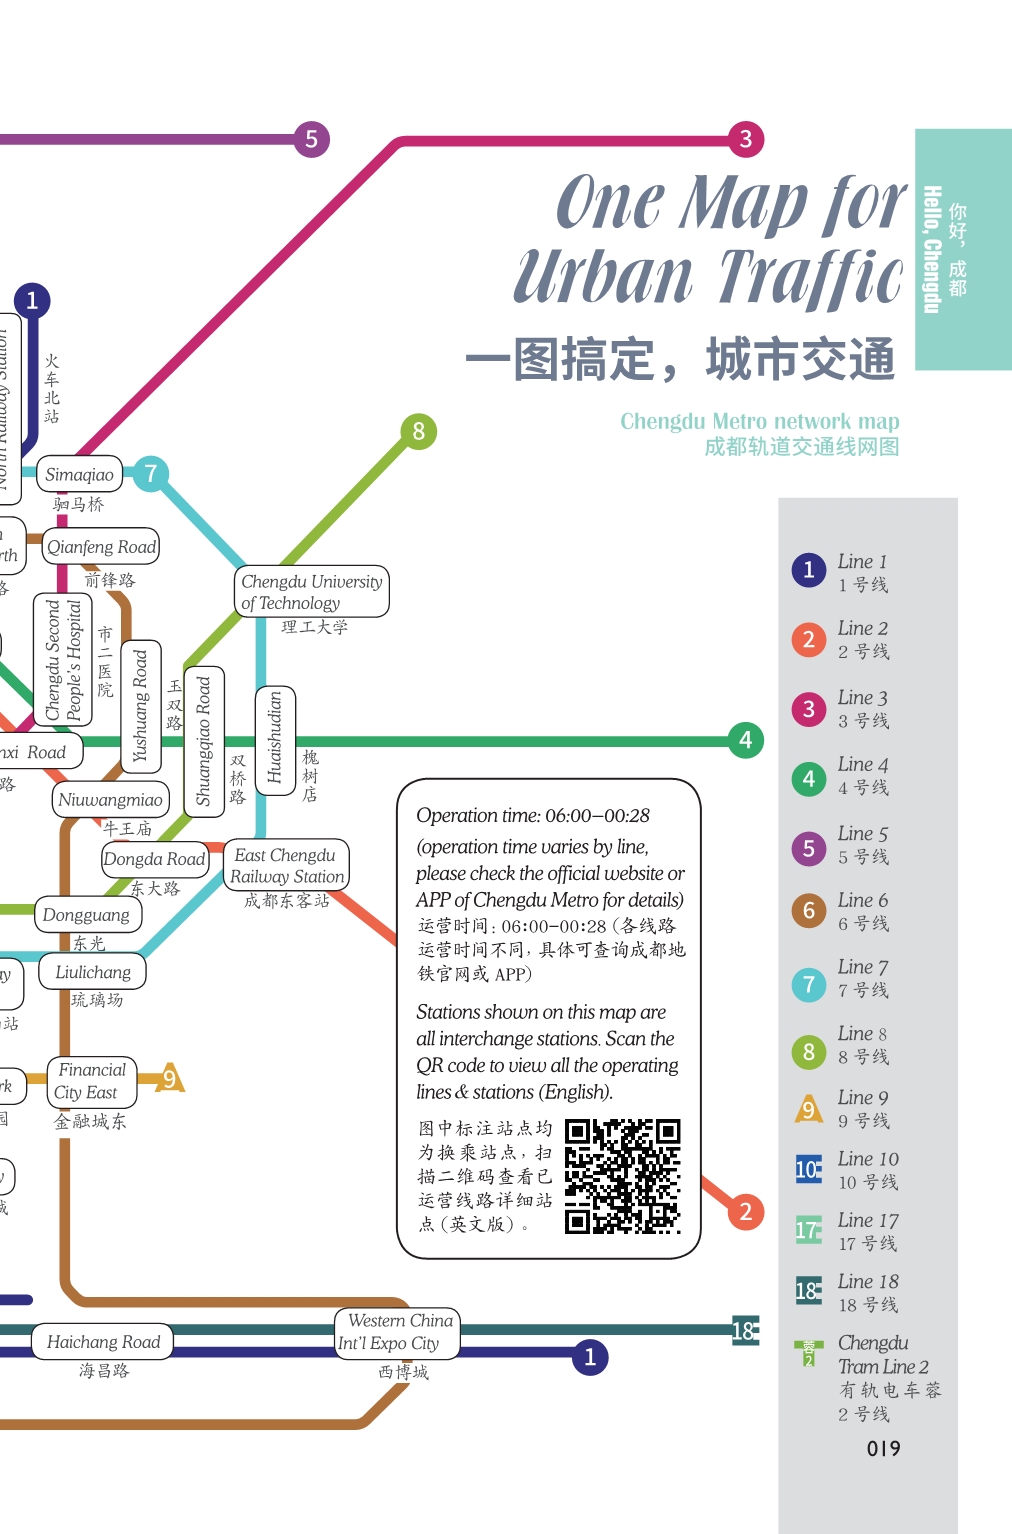 5
3
One Map for
Urban Traffic
一图搞定，城市交通
Chengdu Metro network map
成都轨道交通线网图
你好，成都
Hello, Chengdu
1
North Railway Station
火车北站
8
Simaqiao
驷马桥
7
rth
路
Qianfeng Road
前锋路
Chengdu University
of Technology
理工大学
Chengdu Second
People's Hospital
市二医院
Yushuang Road
玉双路
Shuangqiao Road
双桥路
Huaishudian
槐树店
4
nxi Road
路
Niuwangmiao
牛王庙
Dongda Road
东大路
East Chengdu
Railway Station
成都东客站
Dongguang
东光
ay
站
Liulichang
琉璃场
rk
园
Financial
City East
金融城东
9
y
城
Operation time: 06:00–00:28
(operation time varies by line,
please check the official website or
APP of Chengdu Metro for details)
运营时间：06:00–00:28（各线路
运营时间不同，具体可查询成都地
铁官网或 APP）
Stations shown on this map are
all interchange stations. Scan the
QR code to view all the operating
lines & stations (English).
图中标注站点均
为换乘站点，扫
描二维码查看已
运营线路详细站
点（英文版）。
2
18
Haichang Road
海昌路
Western China
Int'l Expo City
西博城
1
1 Line 1
1 号线
2 Line 2
2 号线
3 Line 3
3 号线
4 Line 4
4 号线
5 Line 5
5 号线
6 Line 6
6 号线
7 Line 7
7 号线
8 Line 8
8 号线
9 Line 9
9 号线
10 Line 10
10 号线
17 Line 17
17 号线
18 Line 18
18 号线
蓉2 Chengdu
Tram Line 2
有轨电车蓉
2 号线
019